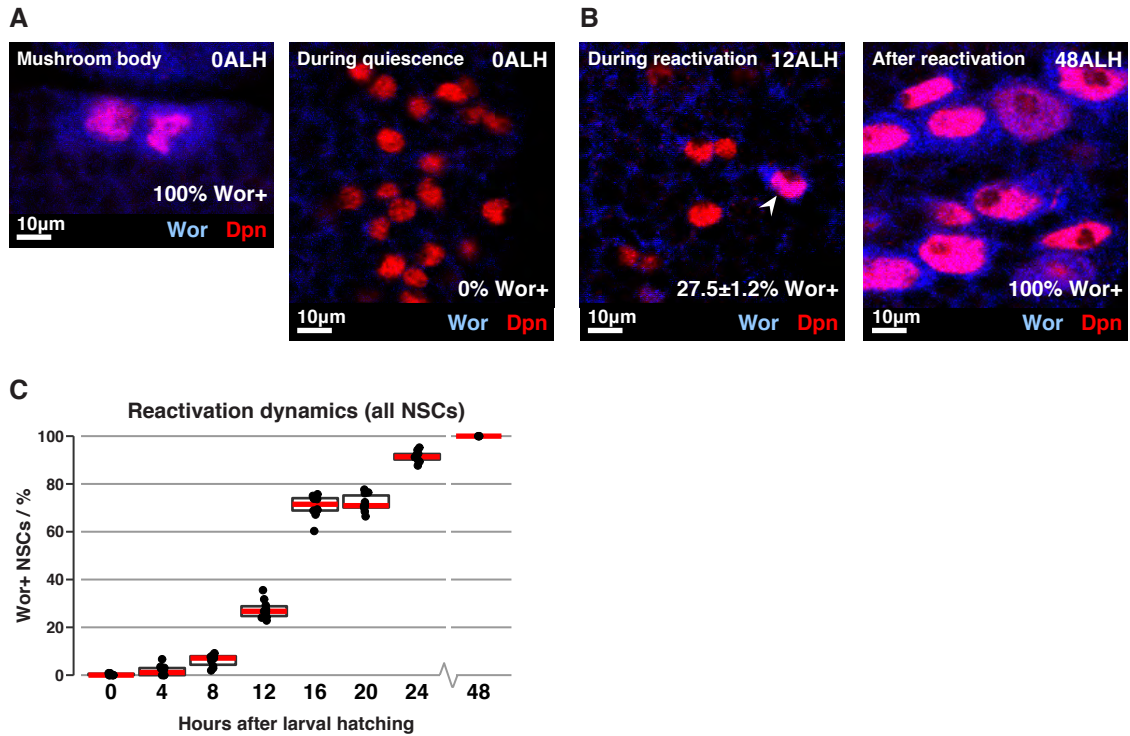 A
Mushroom body 0ALH
100% Wor+
10µm Wor Dpn
During quiescence 0ALH
0% Wor+
10µm Wor Dpn
B
During reactivation 12ALH
27.5±1.2% Wor+
10µm Wor Dpn
After reactivation 48ALH
100% Wor+
10µm Wor Dpn
C
Reactivation dynamics (all NSCs)
Wor+ NSCs / %
100
80
60
40
20
0
0 4 8 12 16 20 24 48
Hours after larval hatching